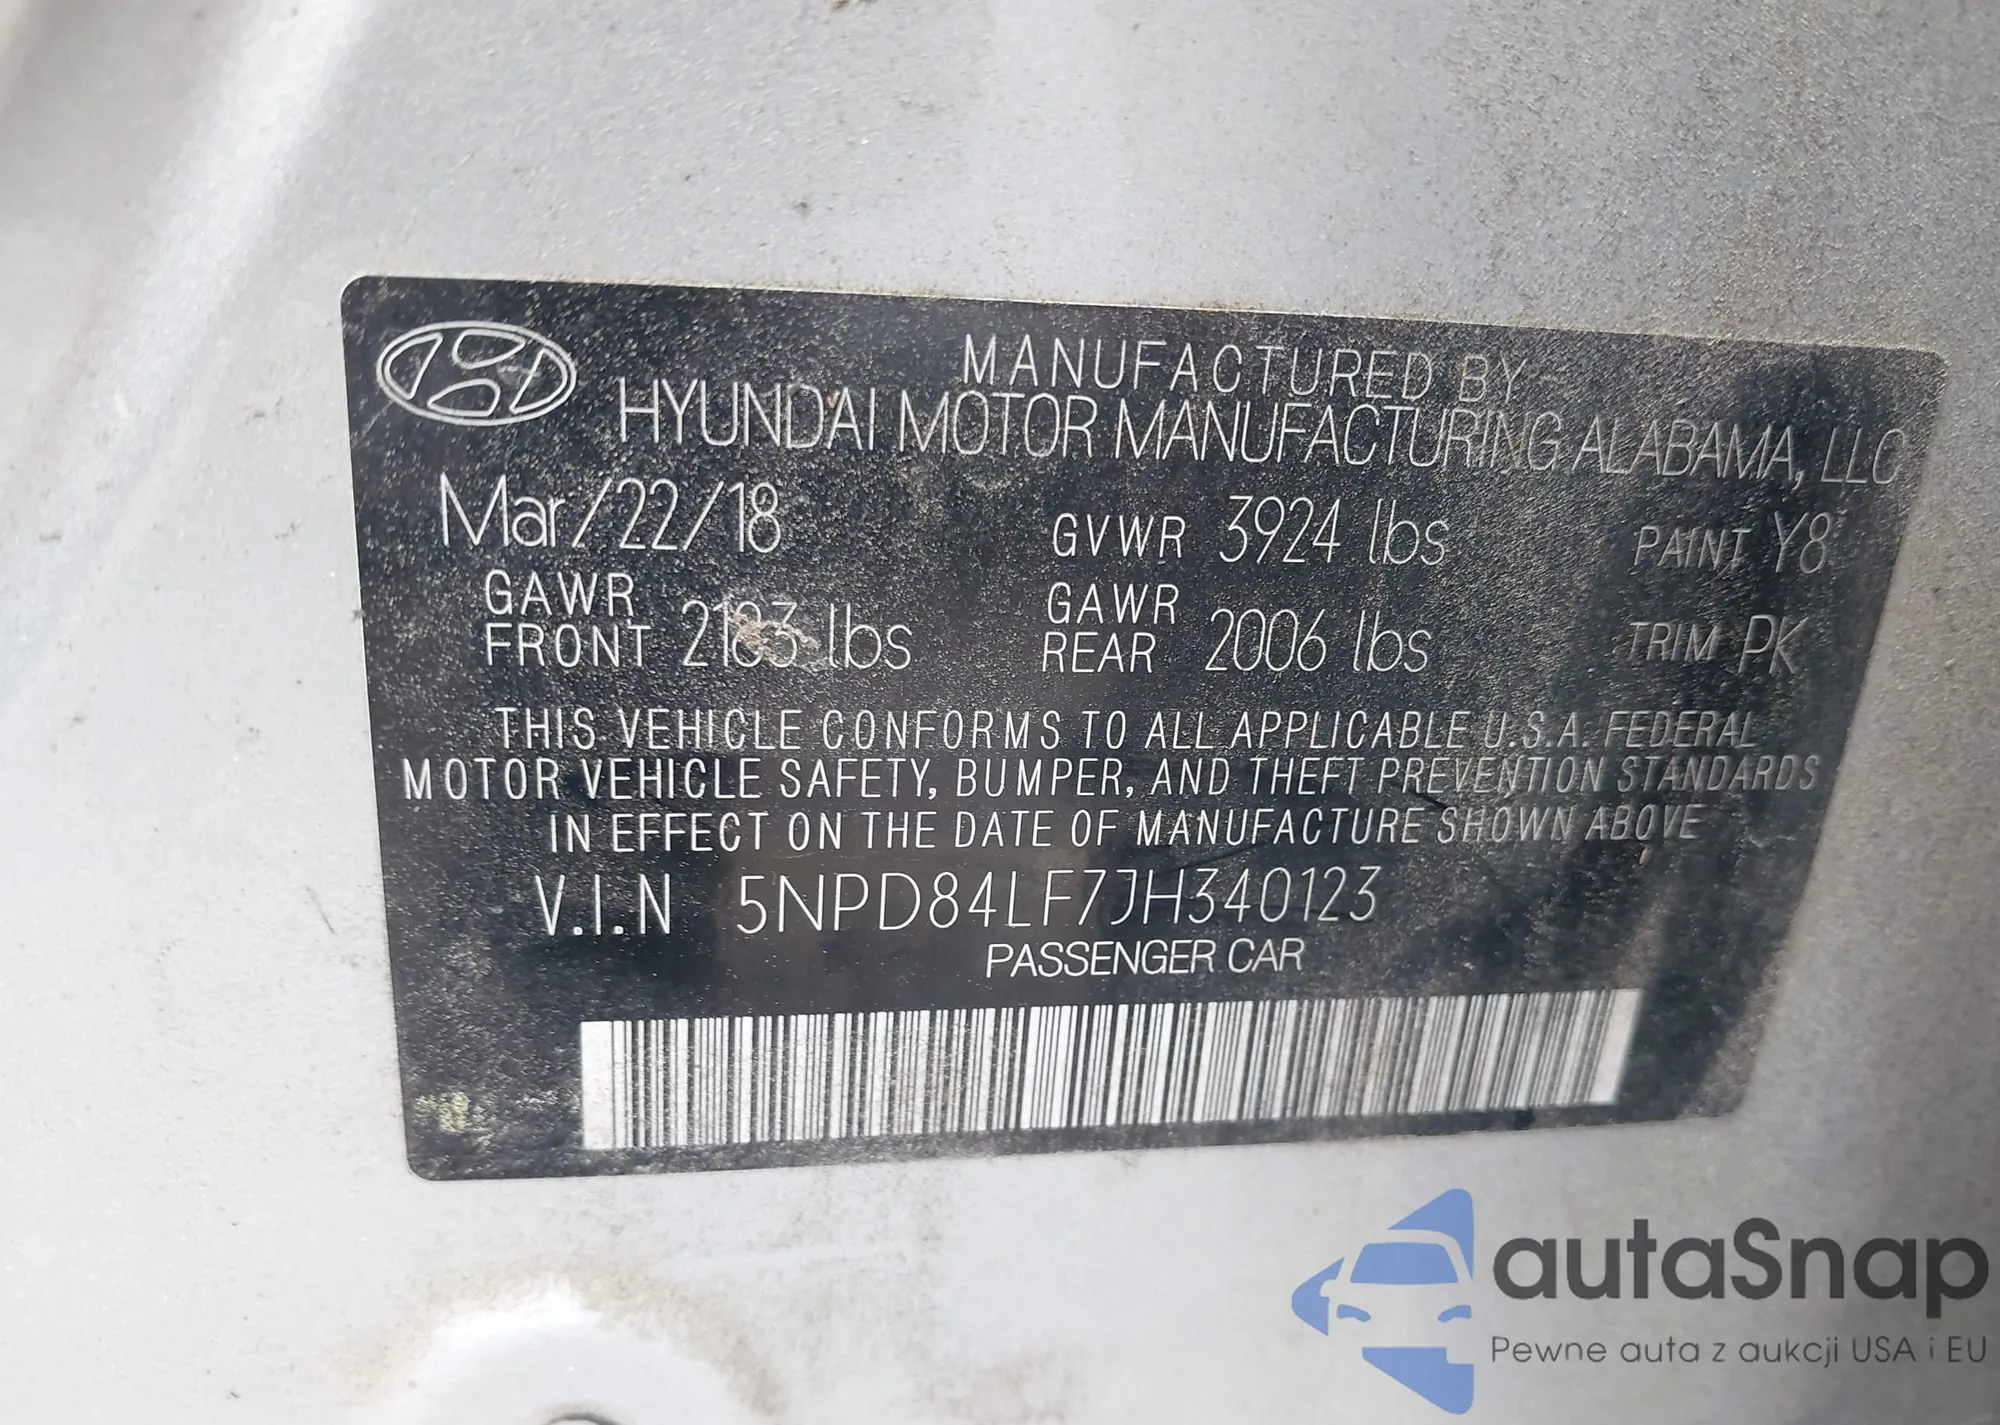 MANUFACTURED BY
HYUNDAI MOTOR MANUFACTURING ALABAMA, LLC
Mar/22/18 GVWR 3924 lbs PAINT Y8
GAWR FRONT 2183 lbs GAWR REAR 2006 lbs TRIM PK
THIS VEHICLE CONFORMS TO ALL APPLICABLE U.S.A. FEDERAL
MOTOR VEHICLE SAFETY, BUMPER, AND THEFT PREVENTION STANDARDS
IN EFFECT ON THE DATE OF MANUFACTURE SHOWN ABOVE
V.I.N 5NPD84LF7JH340123
PASSENGER CAR
autaSnap
Pewne auta z aukcji USA i EU